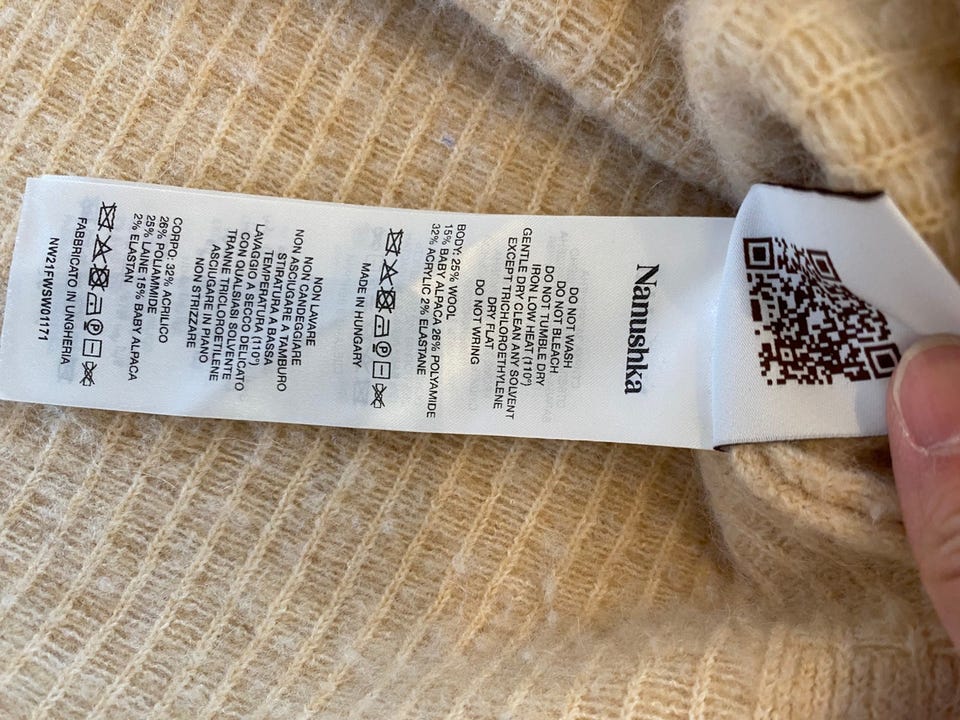 Nanushka
DO NOT WASH
DO NOT BLEACH
DO NOT TUMBLE DRY
IRON LOW HEAT (110°)
GENTLE DRY CLEAN ANY SOLVENT
EXCEPT TRICHLOROETHYLENE
DRY FLAT
DO NOT WRING
BODY: 25% WOOL
15% BABY ALPACA 26% POLYAMIDE
32% ACRYLIC 2% ELASTANE
MADE IN HUNGARY
NON LAVARE
NON CANDEGGIARE
NON ASCIUGARE A TAMBURO
STIRATURA A BASSA
TEMPERATURA (110°)
LAVAGGIO A SECCO DELICATO
CON QUALSIASI SOLVENTE
TRANNE TRICLOROETILENE
ASCIUGARE IN PIANO
NON STRIZZARE
CORPO: 32% ACRILICO
26% POLIAMMIDE
25% LAINE 15% BABY ALPACA
2% ELASTAN
FABBRICATO IN UNGHERIA
NW21FWSW01171